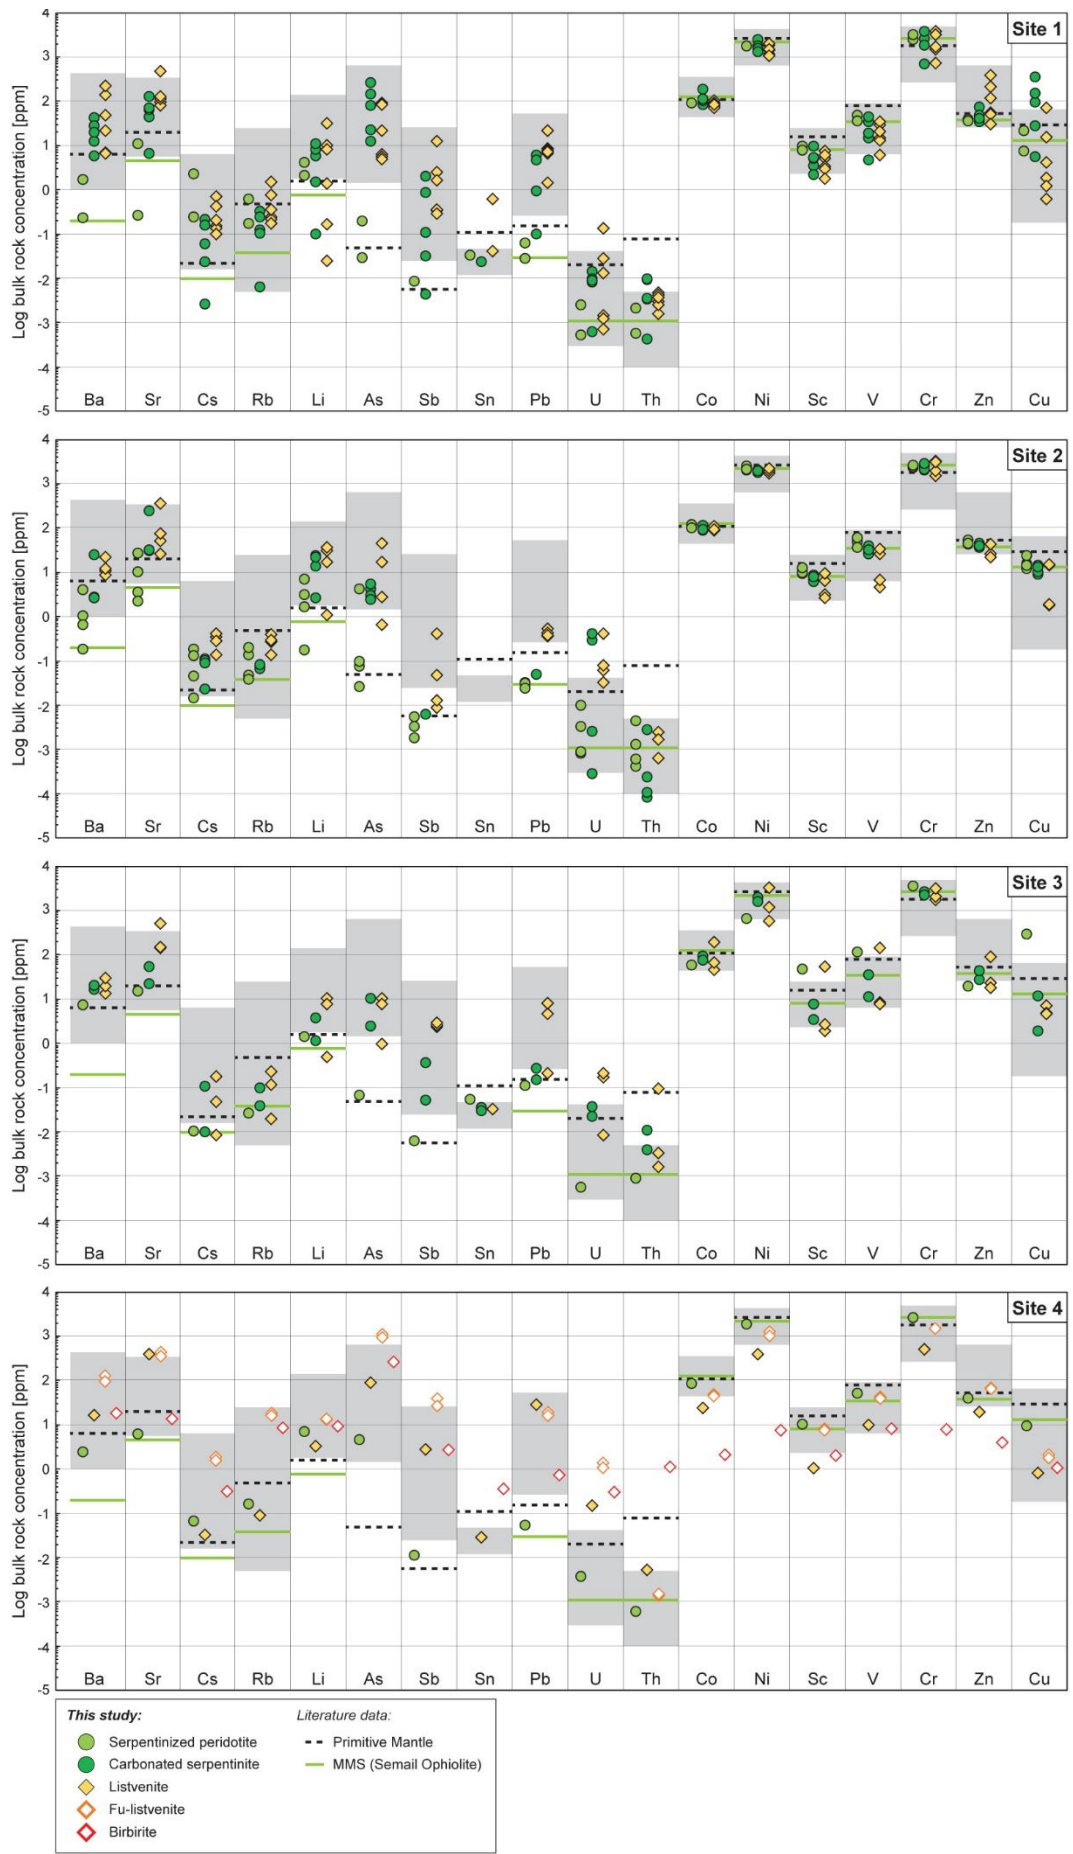 Site 1
Log bulk rock concentration [ppm]
4
3
2
1
0
-1
-2
-3
-4
-5
Ba Sr Cs Rb Li As Sb Sn Pb U Th Co Ni Sc V Cr Zn Cu
Site 2
Log bulk rock concentration [ppm]
4
3
2
1
0
-1
-2
-3
-4
-5
Ba Sr Cs Rb Li As Sb Sn Pb U Th Co Ni Sc V Cr Zn Cu
Site 3
Log bulk rock concentration [ppm]
4
3
2
1
0
-1
-2
-3
-4
-5
Ba Sr Cs Rb Li As Sb Sn Pb U Th Co Ni Sc V Cr Zn Cu
Site 4
Log bulk rock concentration [ppm]
4
3
2
1
0
-1
-2
-3
-4
-5
Ba Sr Cs Rb Li As Sb Sn Pb U Th Co Ni Sc V Cr Zn Cu
This study:
Serpentinized peridotite
Carbonated serpentinite
Listvenite
Fu-listvenite
Birbirite
Literature data:
Primitive Mantle
MMS (Semail Ophiolite)